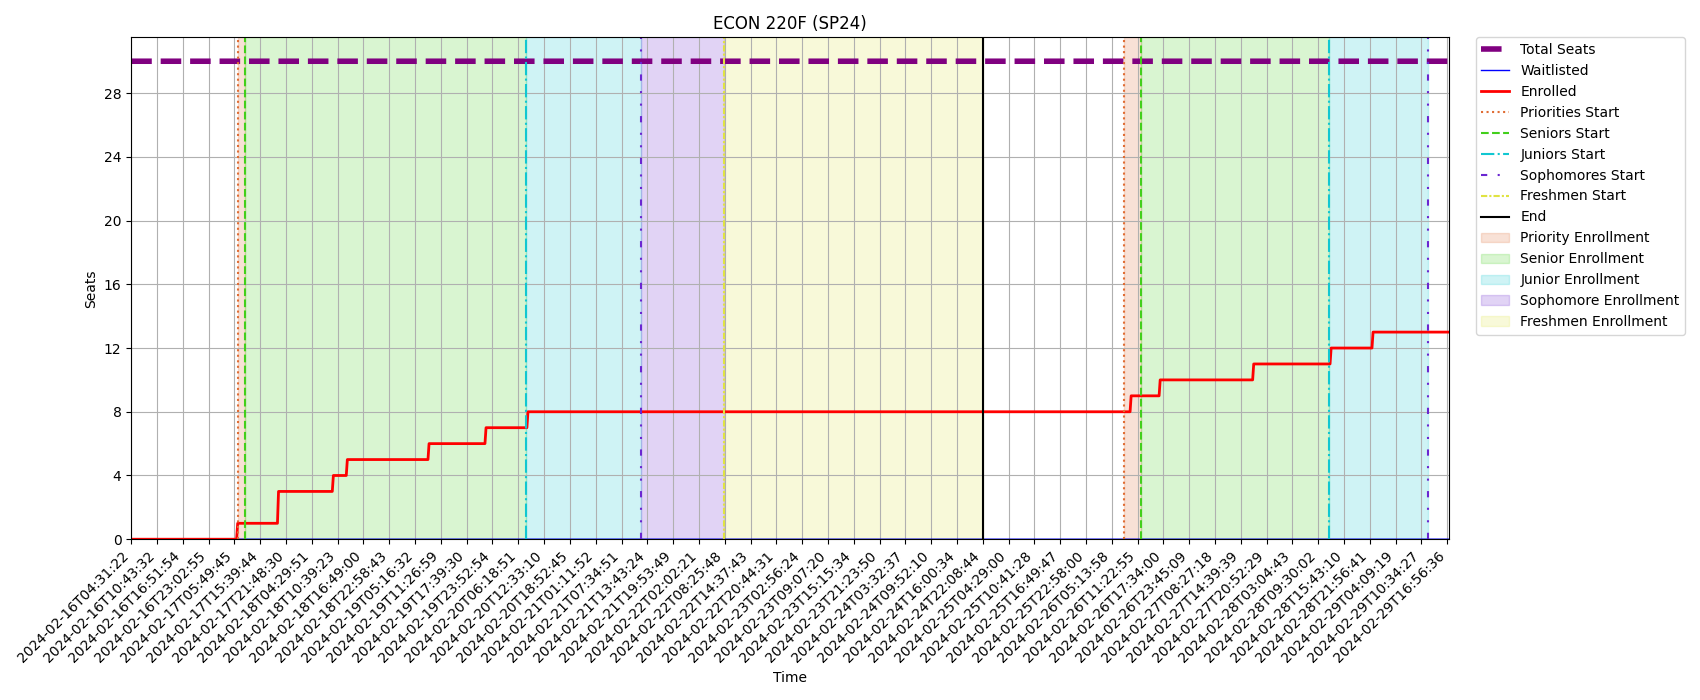 ECON 220F (SP24)
Seats
28
24
20
16
12
8
4
0
2024-02-16T04:31:22
2024-02-16T10:43:32
2024-02-16T16:51:54
2024-02-16T23:02:55
2024-02-17T05:49:45
2024-02-17T15:39:44
2024-02-17T21:48:30
2024-02-18T04:29:51
2024-02-18T10:39:23
2024-02-18T16:49:00
2024-02-18T22:58:43
2024-02-19T05:16:32
2024-02-19T11:26:59
2024-02-19T17:39:30
2024-02-19T23:52:54
2024-02-20T06:18:51
2024-02-20T12:33:10
2024-02-20T18:52:45
2024-02-21T01:11:52
2024-02-21T07:34:51
2024-02-21T13:43:24
2024-02-21T19:53:49
2024-02-22T02:02:21
2024-02-22T08:25:48
2024-02-22T14:37:43
2024-02-22T20:44:31
2024-02-23T02:56:24
2024-02-23T09:07:20
2024-02-23T15:15:34
2024-02-23T21:23:50
2024-02-24T03:32:37
2024-02-24T09:52:10
2024-02-24T16:00:34
2024-02-24T22:08:44
2024-02-25T04:29:00
2024-02-25T10:41:28
2024-02-25T16:49:47
2024-02-25T22:58:00
2024-02-26T05:13:58
2024-02-26T11:22:55
2024-02-26T17:34:00
2024-02-26T23:45:09
2024-02-27T08:27:18
2024-02-27T14:39:39
2024-02-27T20:52:29
2024-02-28T03:04:43
2024-02-28T09:30:02
2024-02-28T15:43:10
2024-02-28T21:56:41
2024-02-29T04:09:19
2024-02-29T10:34:27
2024-02-29T16:56:36
Time
Total Seats
Waitlisted
Enrolled
Priorities Start
Seniors Start
Juniors Start
Sophomores Start
Freshmen Start
End
Priority Enrollment
Senior Enrollment
Junior Enrollment
Sophomore Enrollment
Freshmen Enrollment